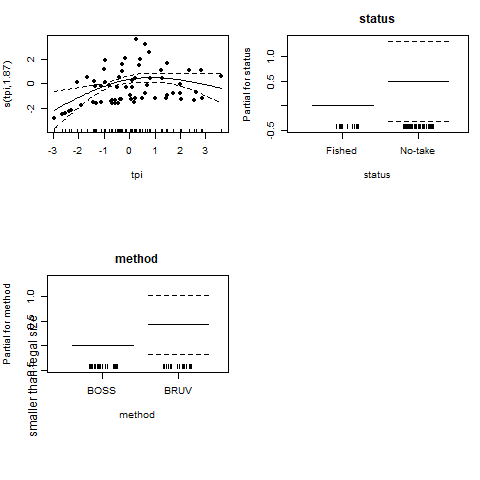 s(tpi,1.87)
2
0
-2
-3 -2 -1 0 1 2 3
tpi
status
Partial for status
1.0
0.5
-0.5
Fished No-take
status
method
Partial for method
smaller than legal size
1.0
BOSS BRUV
method